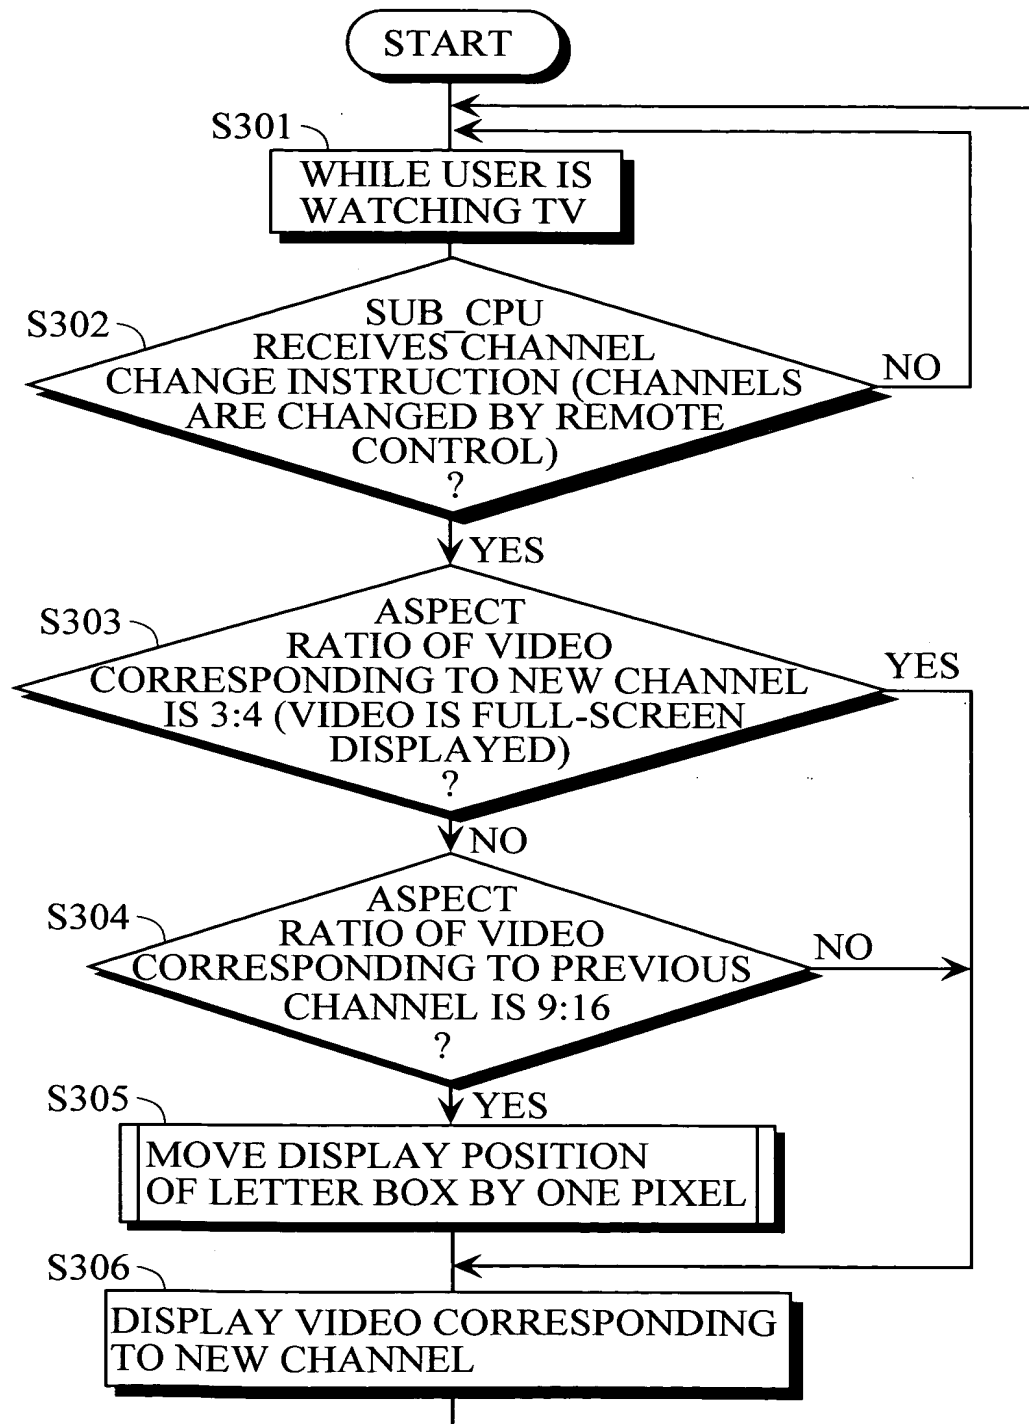 START
S301
WHILE USER IS
WATCHING TV
S302
SUB_CPU
RECEIVES CHANNEL
CHANGE INSTRUCTION (CHANNELS
ARE CHANGED BY REMOTE
CONTROL)
?
NO
YES
S303
ASPECT
RATIO OF VIDEO
CORRESPONDING TO NEW CHANNEL
IS 3:4 (VIDEO IS FULL-SCREEN
DISPLAYED)
?
YES
NO
S304
ASPECT
RATIO OF VIDEO
CORRESPONDING TO PREVIOUS
CHANNEL IS 9:16
?
NO
YES
S305
MOVE DISPLAY POSITION
OF LETTER BOX BY ONE PIXEL
S306
DISPLAY VIDEO CORRESPONDING
TO NEW CHANNEL